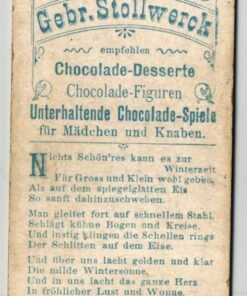 Gebr. Stollwerck
empfehlen
Chocolade-Desserte
Chocolade-Figuren
Unterhaltende Chocolade-Spiele
für Mädchen und Knaben.
Nichts Schön'res kann es zur
Winterzeit
Für Gross und Klein wohl geben,
Als auf dem spiegelglatten Eis
So sanft dahinzuschweben.
Man gleitet fort auf schnellem Stahl,
Schlägt kühne Bogen und Kreise,
Und lustig klingen die Schellen rings
Der Schlitten auf dem Eise.
Und über uns lacht golden und klar
Die milde Wintersonne,
Und in uns lacht das ganze Herz
In fröhlicher Lust und Wonne.